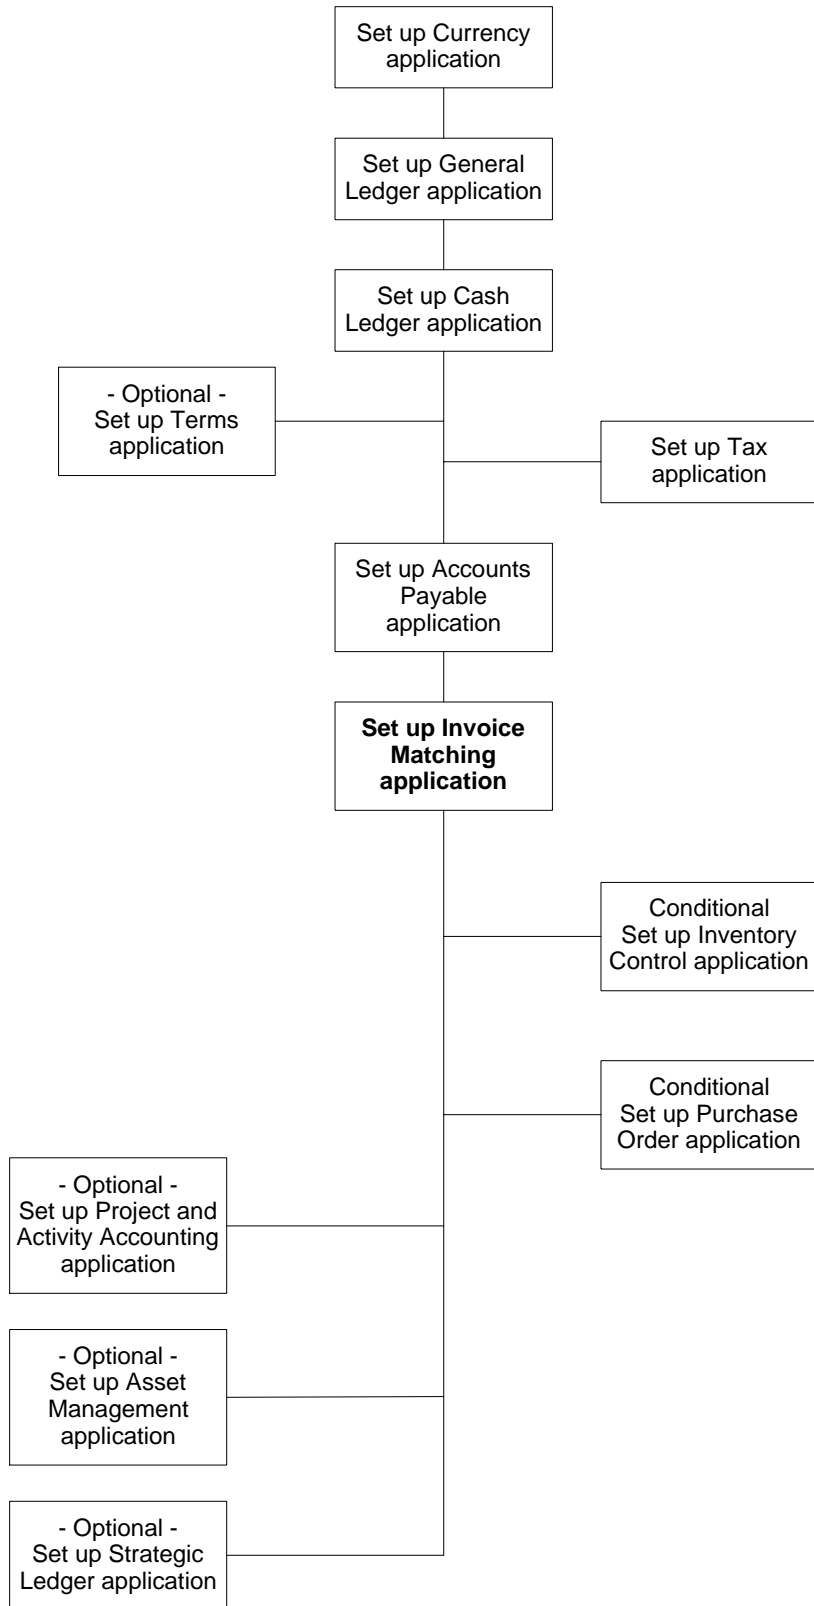 Set up Currency
application
Set up General
Ledger application
Set up Cash
Ledger application
- Optional -
Set up Terms
application
Set up Tax
application
Set up Accounts
Payable
application
Set up Invoice
Matching
application
Conditional
Set up Inventory
Control application
Conditional
Set up Purchase
Order application
- Optional -
Set up Project and
Activity Accounting
application
- Optional -
Set up Asset
Management
application
- Optional -
Set up Strategic
Ledger application